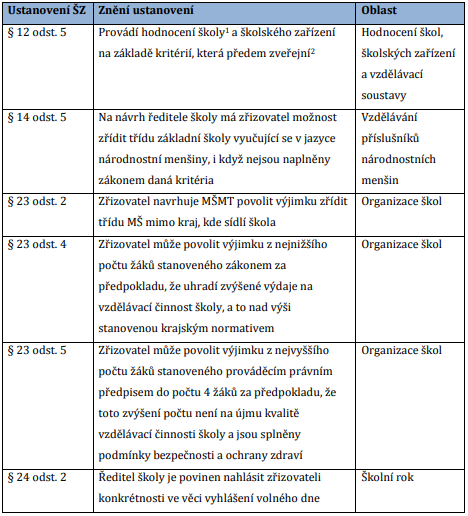 Ustanovení ŠZ Znění ustanovení Oblast
§ 12 odst. 5 Provádí hodnocení školy¹ a školského zařízení Hodnocení škol,
na základě kritérií, která předem zveřejní² školských zařízení
a vzdělávací
soustavy
§ 14 odst. 5 Na návrh ředitele školy má zřizovatel možnost Vzdělávání
zřídit třídu základní školy vyučující se v jazyce příslušníků
národnostní menšiny, i když nejsou naplněny národnostních
zákonem daná kritéria menšin
§ 23 odst. 2 Zřizovatel navrhuje MŠMT povolit výjimku zřídit Organizace škol
třídu MŠ mimo kraj, kde sídlí škola
§ 23 odst. 4 Zřizovatel může povolit výjimku z nejnižšího Organizace škol
počtu žáků stanoveného zákonem za
předpokladu, že uhradí zvýšené výdaje na
vzdělávací činnost školy, a to nad výši
stanovenou krajským normativem
§ 23 odst. 5 Zřizovatel může povolit výjimku z nejvyššího Organizace škol
počtu žáků stanoveného prováděcím právním
předpisem do počtu 4 žáků za předpokladu, že
toto zvýšení počtu není na újmu kvalitě
vzdělávací činnosti školy a jsou splněny
podmínky bezpečnosti a ochrany zdraví
§ 24 odst. 2 Ředitel školy je povinen nahlásit zřizovateli Školní rok
konkrétnosti ve věci vyhlášení volného dne